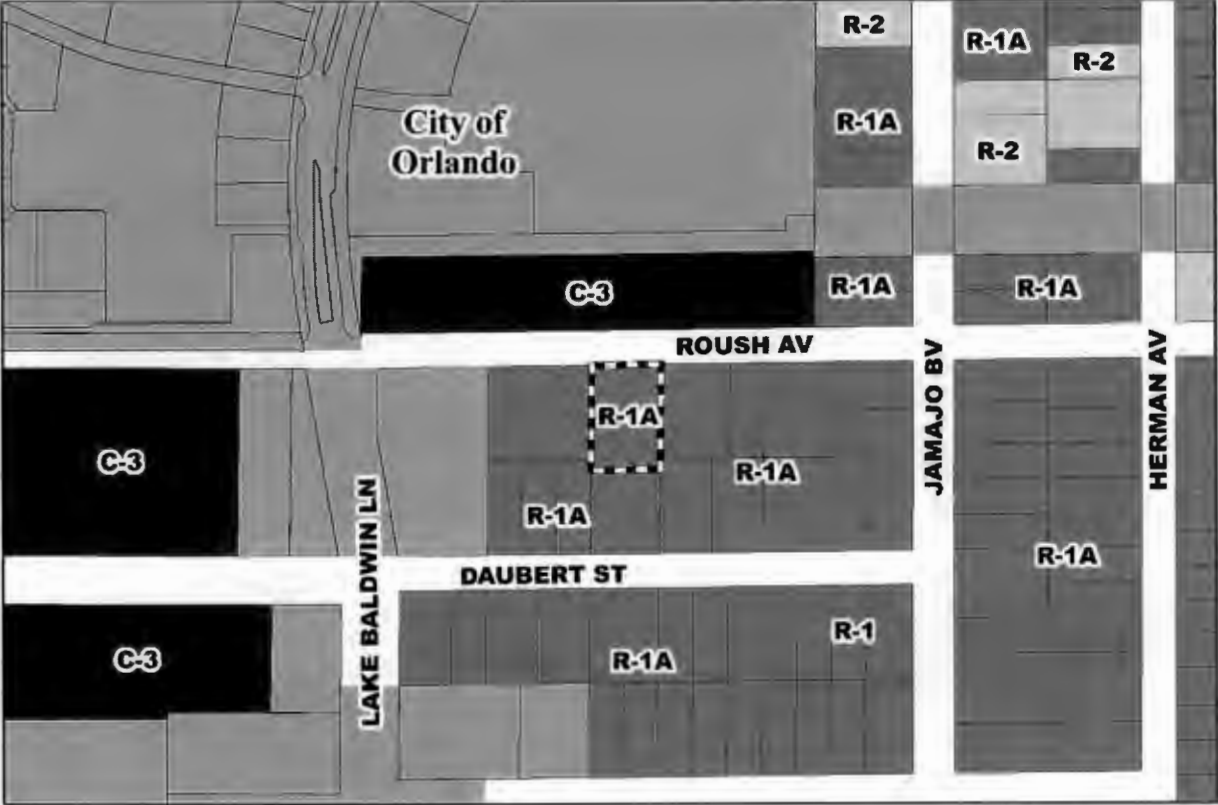 R-2
R-1A
R-2
City of
Orlando
R-1A
R-2
C-3
R-1A
R-1A
ROUSH AV
JAMAJO BV
HERMAN AV
R-1A
C-3
R-1A
R-1A
LAKE BALDWIN LN
R-1A
DAUBERT ST
C-3
R-1A
R-1